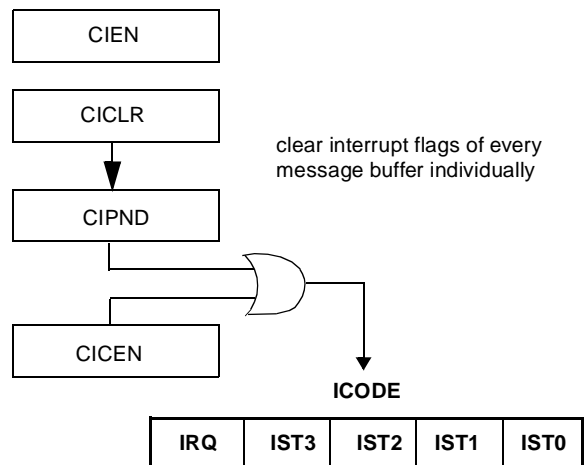 CIEN
CICLR
clear interrupt flags of every
message buffer individually
CIPND
CICEN
ICODE
IRQ IST3 IST2 IST1 IST0